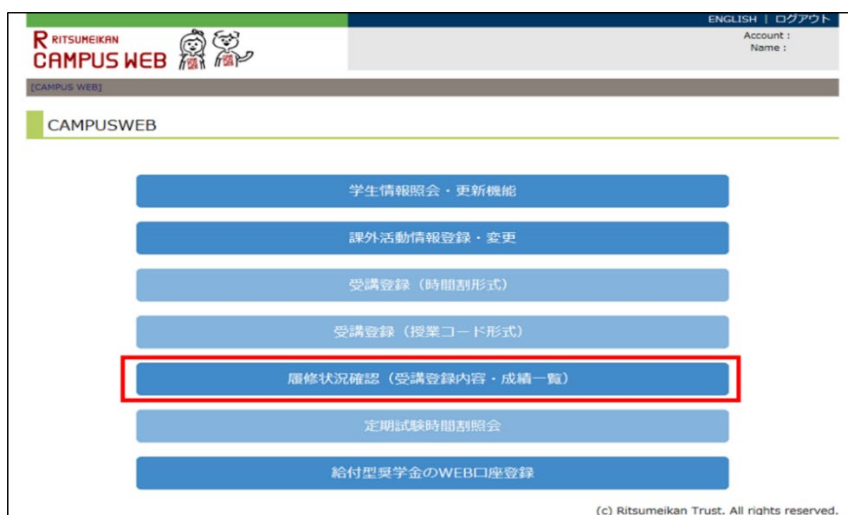 ENGLISH | ログアウト
RITSUMEIKAN
CAMPUS WEB
Account :
Name :
[CAMPUS WEB]
CAMPUSWEB
学生情報照会・更新機能
課外活動情報登録・変更
受講登録（時間割形式）
受講登録（授業コード形式）
履修状況確認（受講登録内容・成績一覧）
定期試験時間割照会
給付型奨学金のWEB口座登録
(c) Ritsumeikan Trust. All rights reserved.